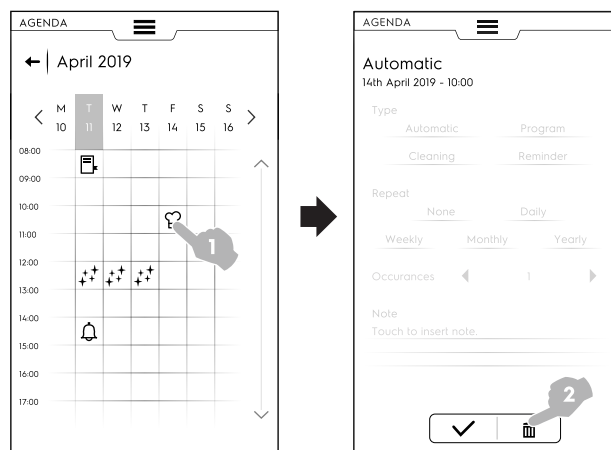 AGENDA
April 2019
M T W T F S S
10 11 12 13 14 15 16
08:00
09:00
10:00
11:00
12:00
13:00
14:00
15:00
16:00
17:00
1
AGENDA
Automatic
14th April 2019 - 10:00
Type
Automatic Program
Cleaning Reminder
Repeat
None Daily
Weekly Monthly Yearly
Occurances 1
Note
Touch to insert note.
2